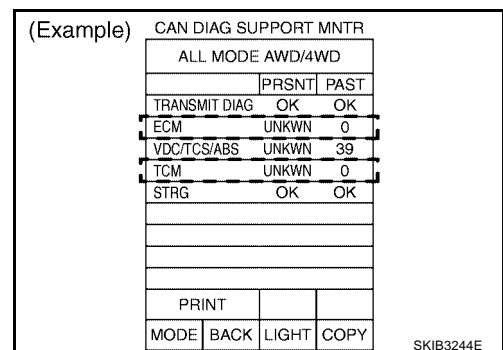 (Example) CAN DIAG SUPPORT MNTR
ALL MODE AWD/4WD
PRSNT PAST
TRANSMIT DIAG OK OK
ECM UNKWN 0
VDC/TCS/ABS UNKWN 39
TCM UNKWN 0
STRG OK OK
PRINT
MODE BACK LIGHT COPY
SKIB3244E